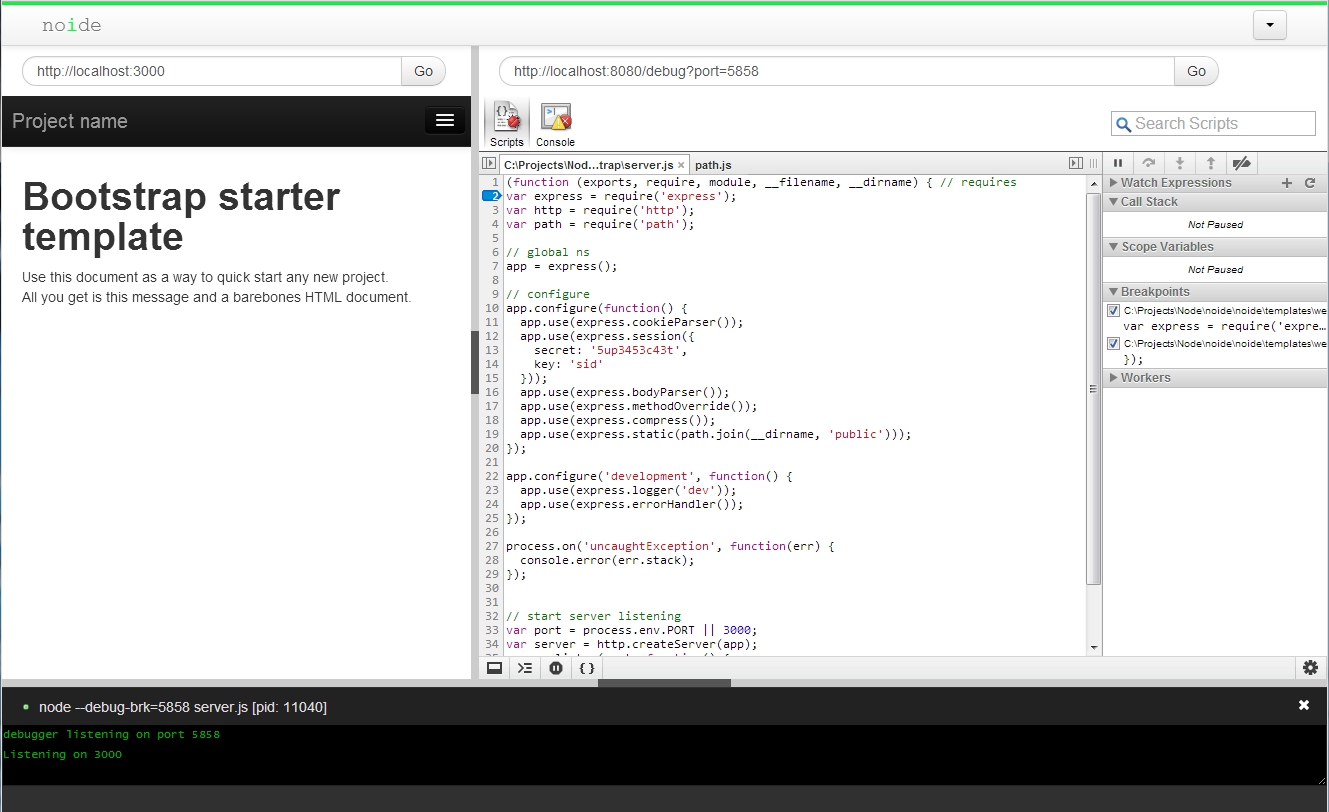 noide
http://localhost:3000 Go
http://localhost:8080/debug?port=5858 Go
Project name
Bootstrap starter
template
Use this document as a way to quick start any new project.
All you get is this message and a barebones HTML document.
Scripts Console
Search Scripts
C:\Projects\Nod...trap\server.js × path.js
1 (function (exports, require, module, __filename, __dirname) { // requires
2 var express = require('express');
3 var http = require('http');
4 var path = require('path');
5
6 // global ns
7 app = express();
8
9 // configure
10 app.configure(function() {
11 app.use(express.cookieParser());
12 app.use(express.session({
13 secret: '5up3453c43t',
14 key: 'sid'
15 }));
16 app.use(express.bodyParser());
17 app.use(express.methodOverride());
18 app.use(express.compress());
19 app.use(express.static(path.join(__dirname, 'public')));
20 });
21
22 app.configure('development', function() {
23 app.use(express.logger('dev'));
24 app.use(express.errorHandler());
25 });
26
27 process.on('uncaughtException', function(err) {
28 console.error(err.stack);
29 });
30
31
32 // start server listening
33 var port = process.env.PORT || 3000;
34 var server = http.createServer(app);
Watch Expressions
Call Stack
Not Paused
Scope Variables
Not Paused
Breakpoints
C:\Projects\Node\noide\noide\templates\we
var express = require('expre...
C:\Projects\Node\noide\noide\templates\we
});
Workers
node --debug-brk=5858 server.js [pid: 11040]
debugger listening on port 5858
Listening on 3000